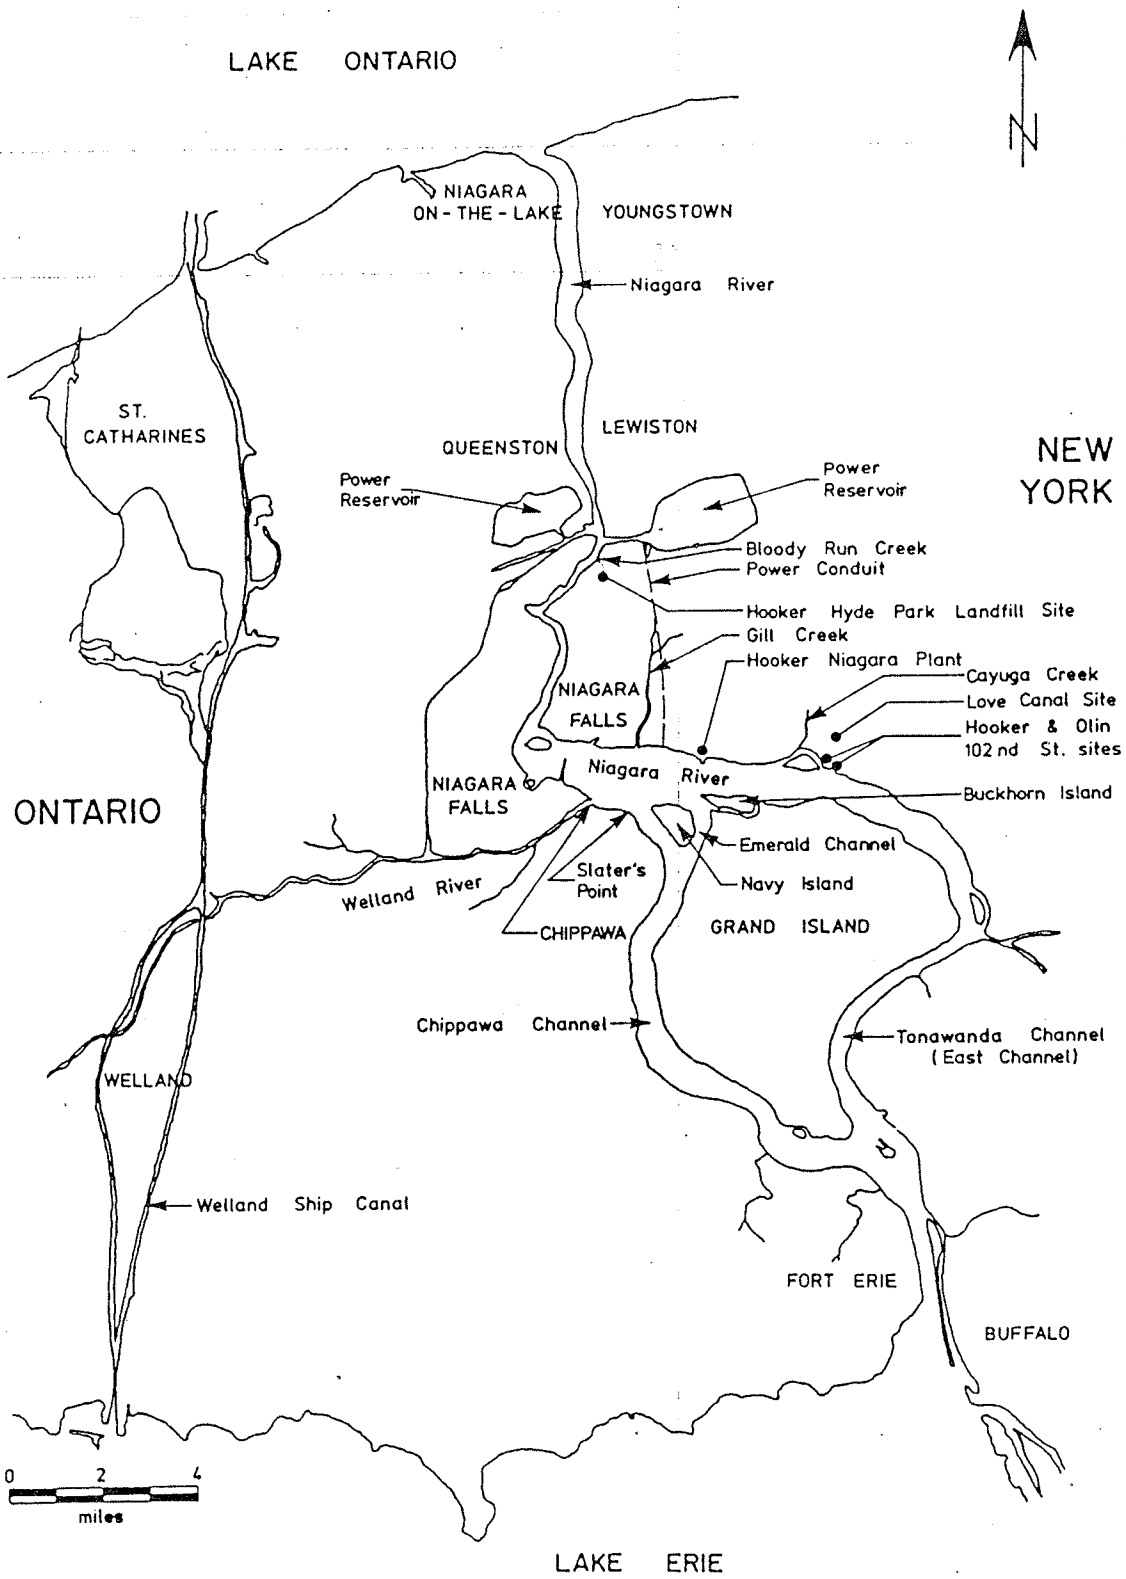 LAKE ONTARIO
N
NIAGARA
ON-THE-LAKE
YOUNGSTOWN
Niagara River
ST.
CATHARINES
QUEENSTON
LEWISTON
NEW
YORK
Power
Reservoir
Power
Reservoir
Bloody Run Creek
Power Conduit
Hooker Hyde Park Landfill Site
Gill Creek
Hooker Niagara Plant
Cayuga Creek
Love Canal Site
Hooker & Olin
102nd St. sites
NIAGARA
FALLS
Niagara River
NIAGARA
FALLS
Buckhorn Island
ONTARIO
Emerald Channel
Slater's
Point
Navy Island
Welland River
CHIPPAWA
GRAND ISLAND
Chippawa Channel
Tonawanda Channel
(East Channel)
WELLAND
Welland Ship Canal
FORT ERIE
BUFFALO
0 2 4
miles
LAKE ERIE